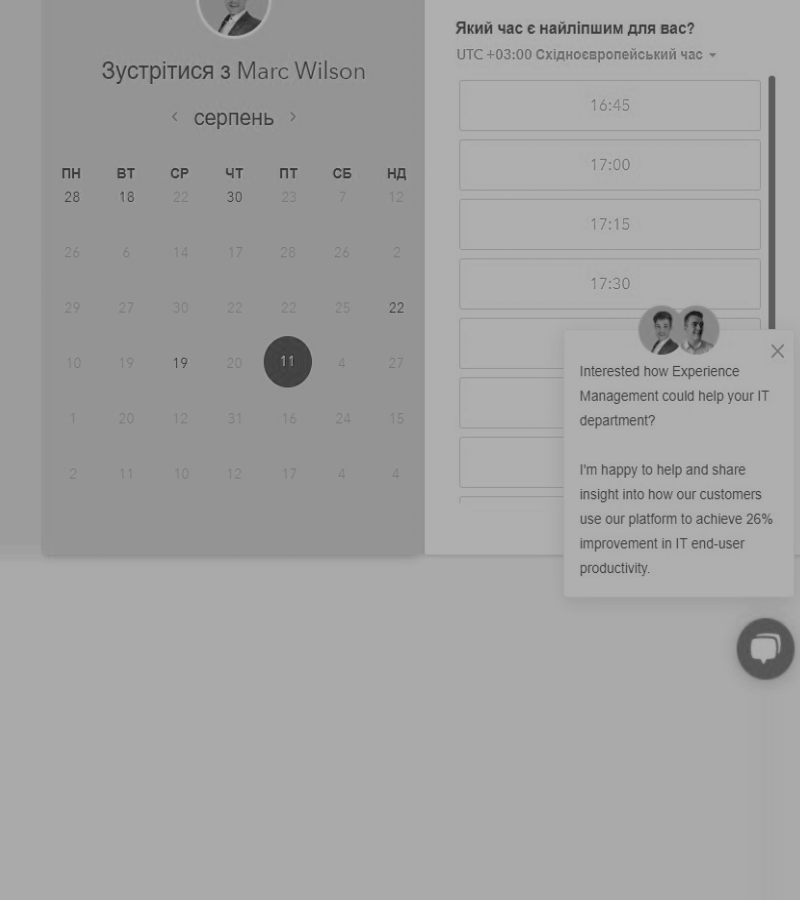 Зустрітися з Marc Wilson
серпень
ПН ВТ СР ЧТ ПТ СБ НД
28 18 22 30 23 7 12
26 6 14 17 28 26 2
29 27 30 22 22 25 22
10 19 19 20 11 4 27
1 20 12 31 16 24 15
2 11 10 12 17 4 4
Який час є найліпшим для вас?
UTC +03:00 Східноєвропейський час
16:45
17:00
17:15
17:30
Interested how Experience
Management could help your IT
department?
I'm happy to help and share
insight into how our customers
use our platform to achieve 26%
improvement in IT end-user
productivity.